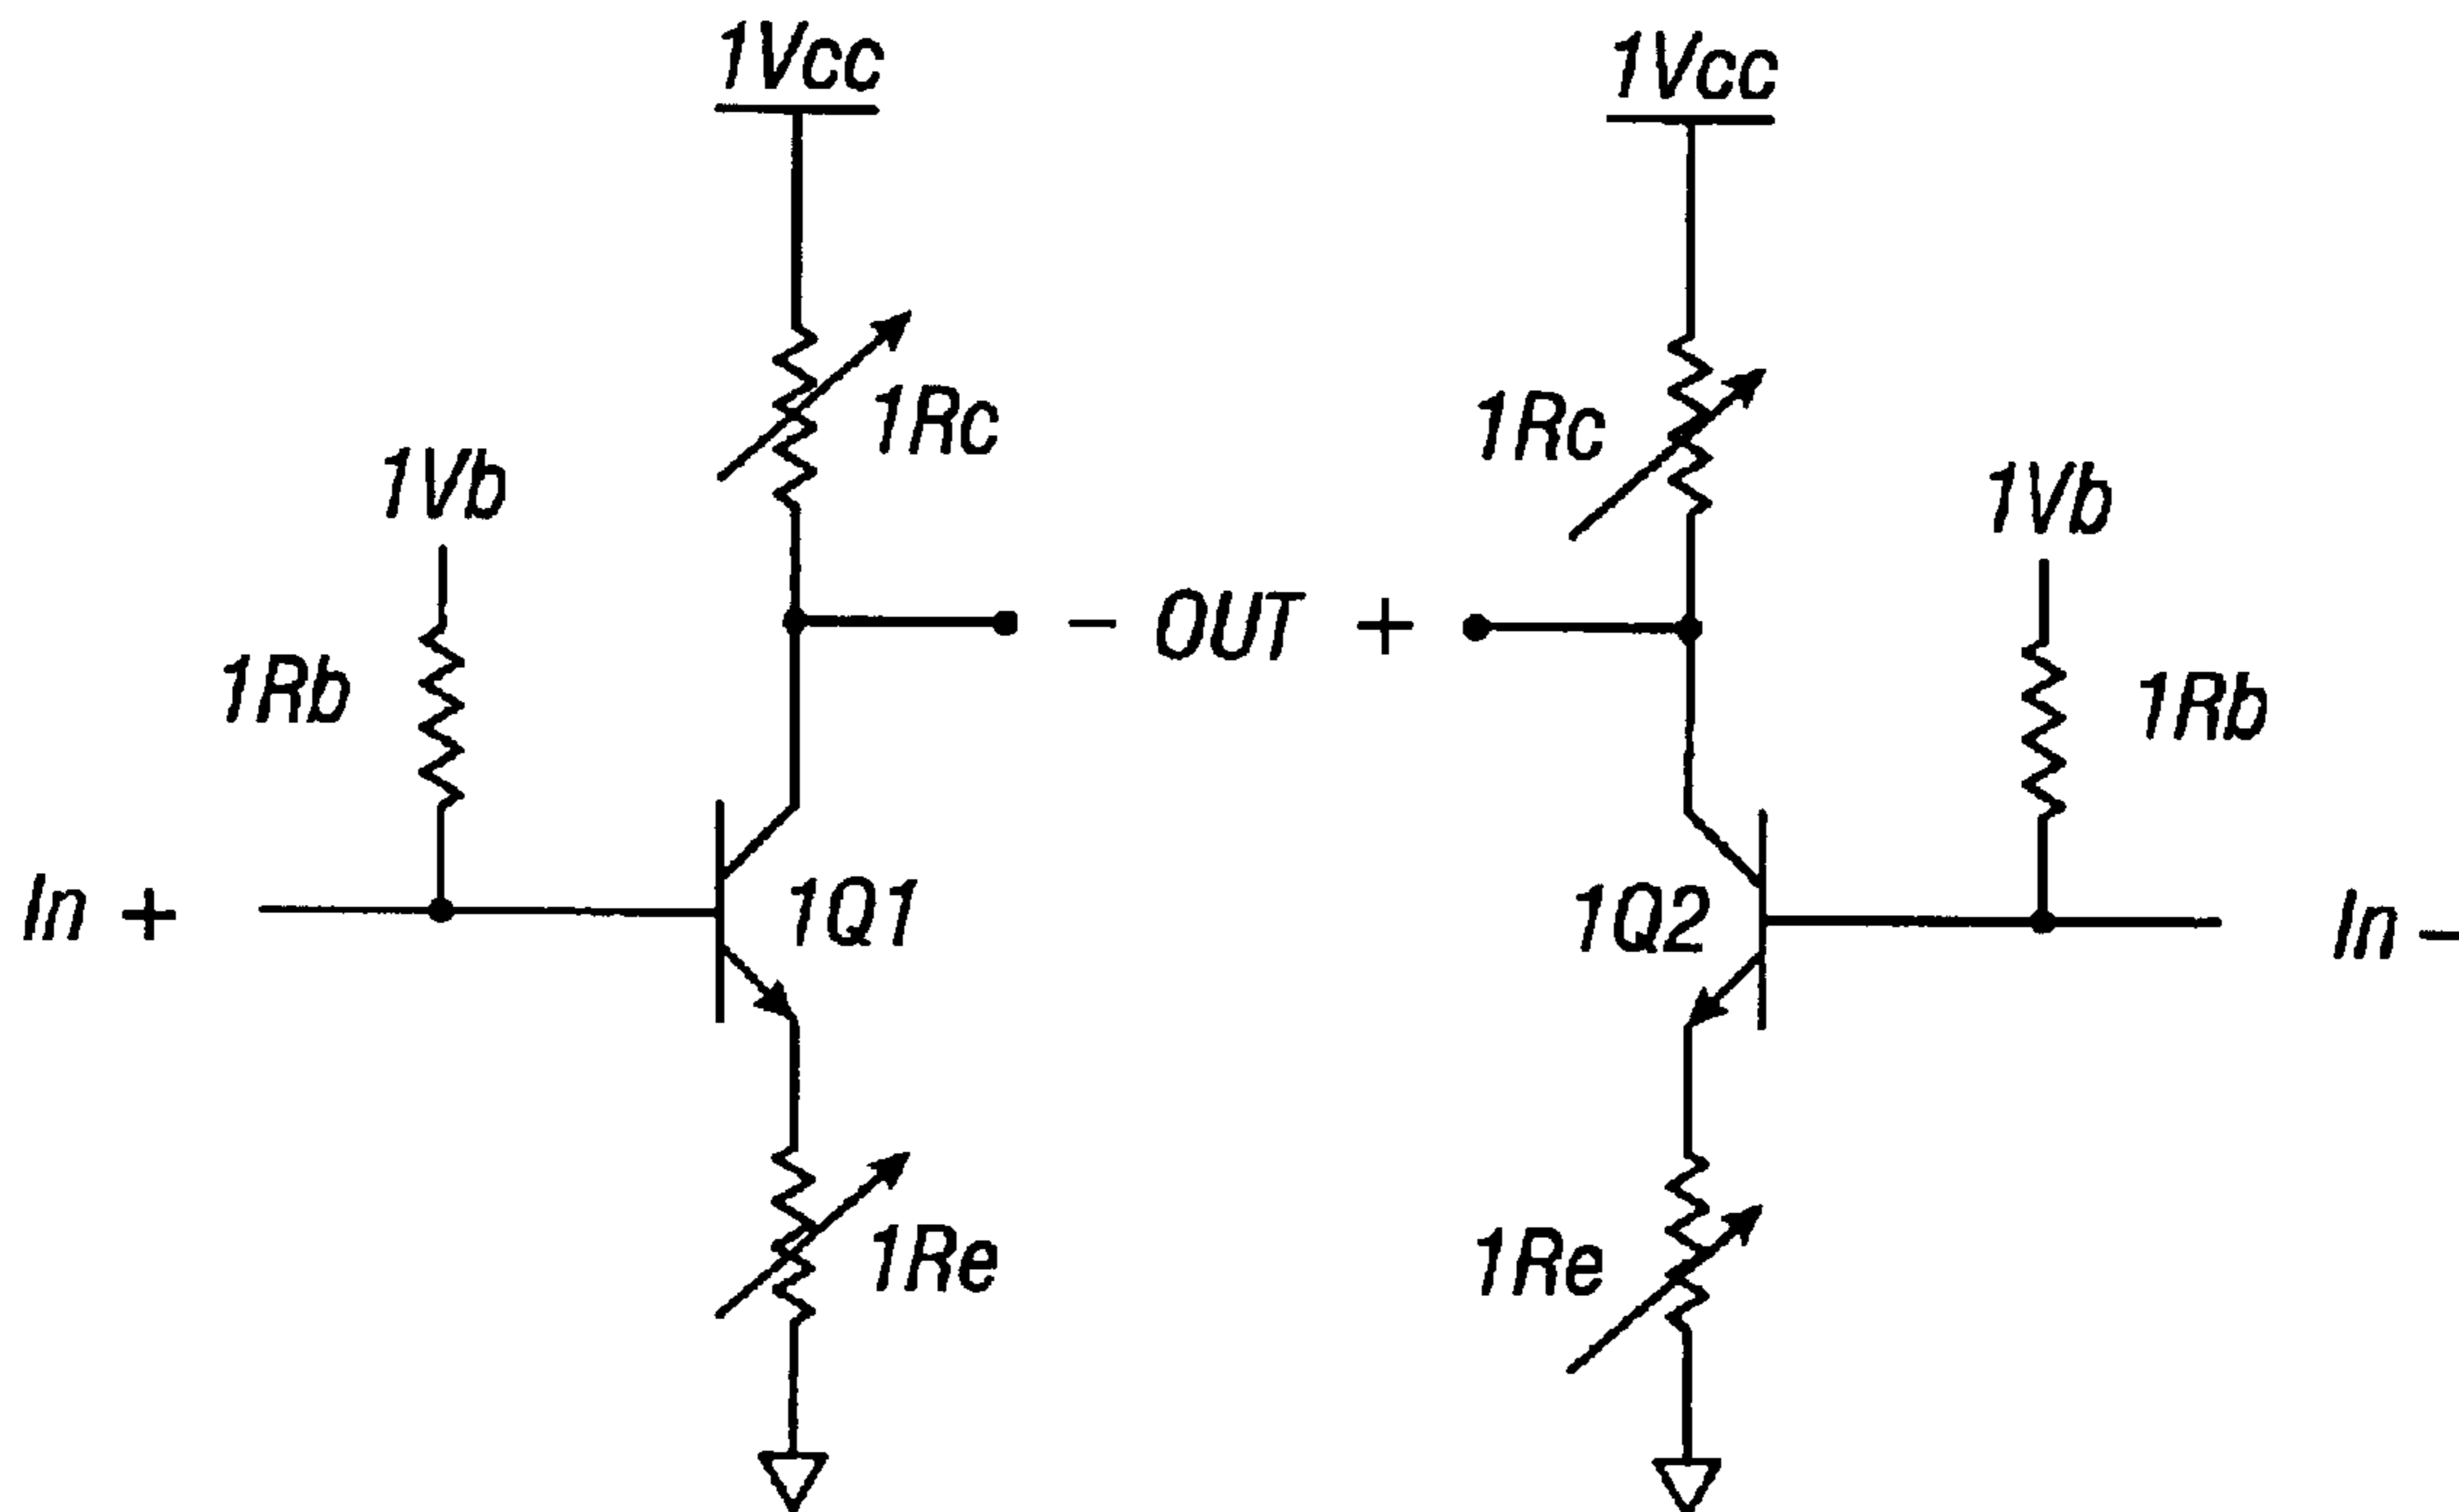 1Vcc
1Vcc
1Rc
1Rc
1Vb
1Vb
1Rb
- OUT +
1Rb
In +
1Q1
1Q2
In -
1Re
1Re